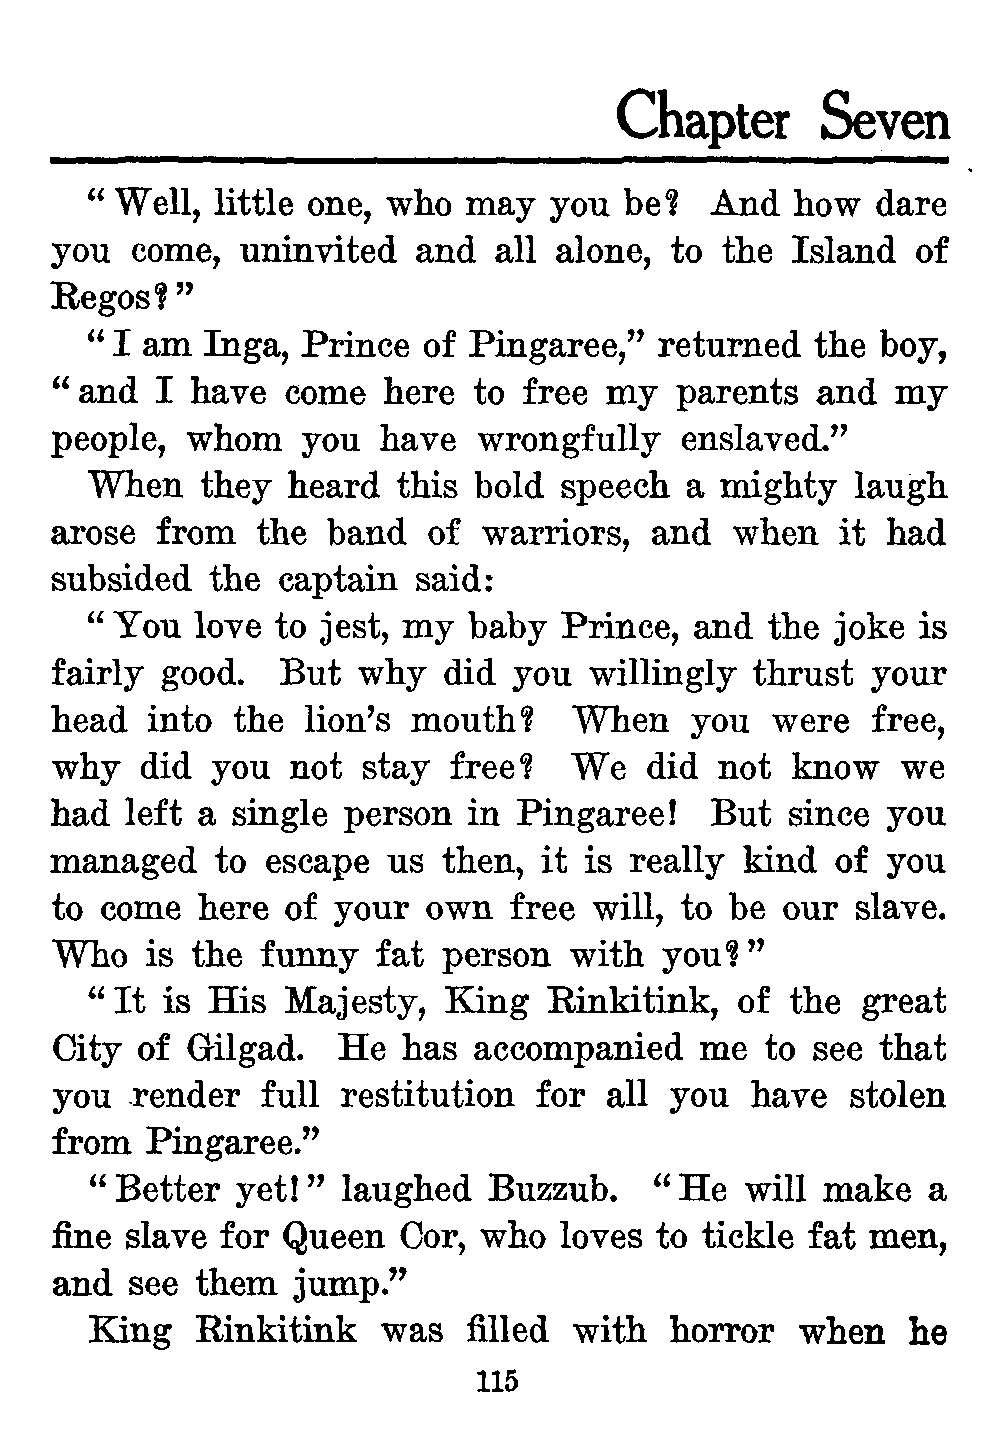 Chapter Seven
“Well, little one, who may you be? And how dare
you come, uninvited and all alone, to the Island of
Regos?”
“I am Inga, Prince of Pingaree,” returned the boy,
“and I have come here to free my parents and my
people, whom you have wrongfully enslaved.”
When they heard this bold speech a mighty laugh
arose from the band of warriors, and when it had
subsided the captain said:
“You love to jest, my baby Prince, and the joke is
fairly good. But why did you willingly thrust your
head into the lion’s mouth? When you were free,
why did you not stay free? We did not know we
had left a single person in Pingaree! But since you
managed to escape us then, it is really kind of you
to come here of your own free will, to be our slave.
Who is the funny fat person with you?”
“It is His Majesty, King Rinkitink, of the great
City of Gilgad. He has accompanied me to see that
you render full restitution for all you have stolen
from Pingaree.”
“Better yet!” laughed Buzzub. “He will make a
fine slave for Queen Cor, who loves to tickle fat men,
and see them jump.”
King Rinkitink was filled with horror when he
115